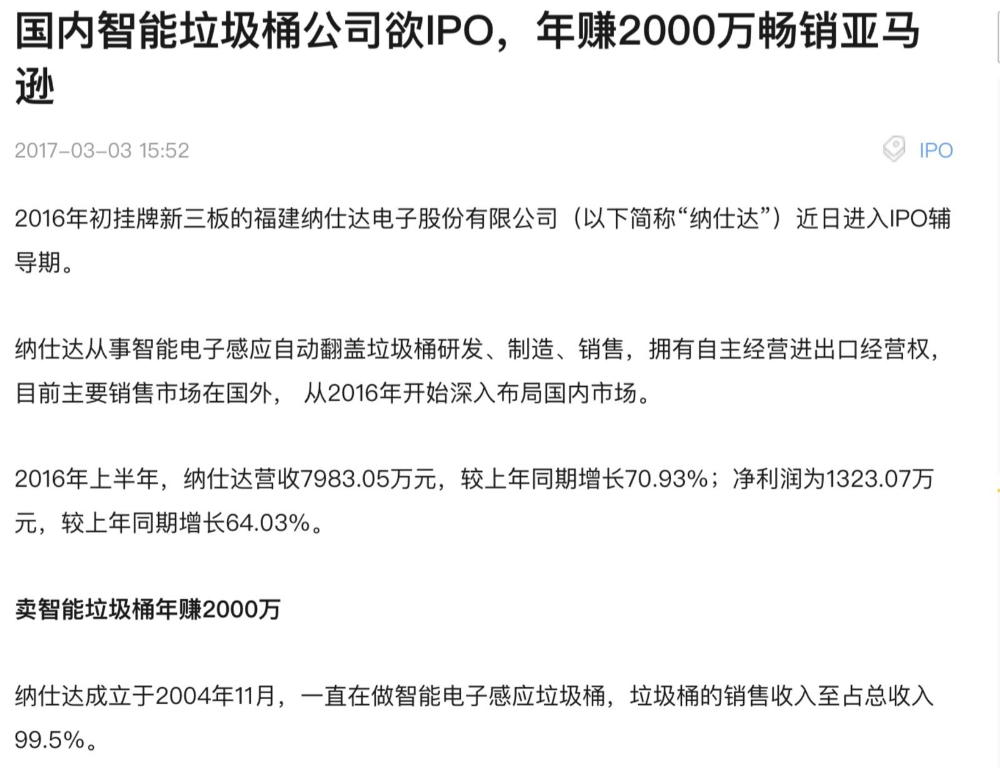 国内智能垃圾桶公司欲IPO，年赚2000万畅销亚马
逊
2017-03-03 15:52
IPO
2016年初挂牌新三板的福建纳仕达电子股份有限公司（以下简称“纳仕达”）近日进入IPO辅
导期。
纳仕达从事智能电子感应自动翻盖垃圾桶研发、制造、销售，拥有自主经营进出口经营权，
目前主要销售市场在国外， 从2016年开始深入布局国内市场。
2016年上半年，纳仕达营收7983.05万元，较上年同期增长70.93%；净利润为1323.07万
元，较上年同期增长64.03%。
卖智能垃圾桶年赚2000万
纳仕达成立于2004年11月，一直在做智能电子感应垃圾桶，垃圾桶的销售收入至占总收入
99.5%。